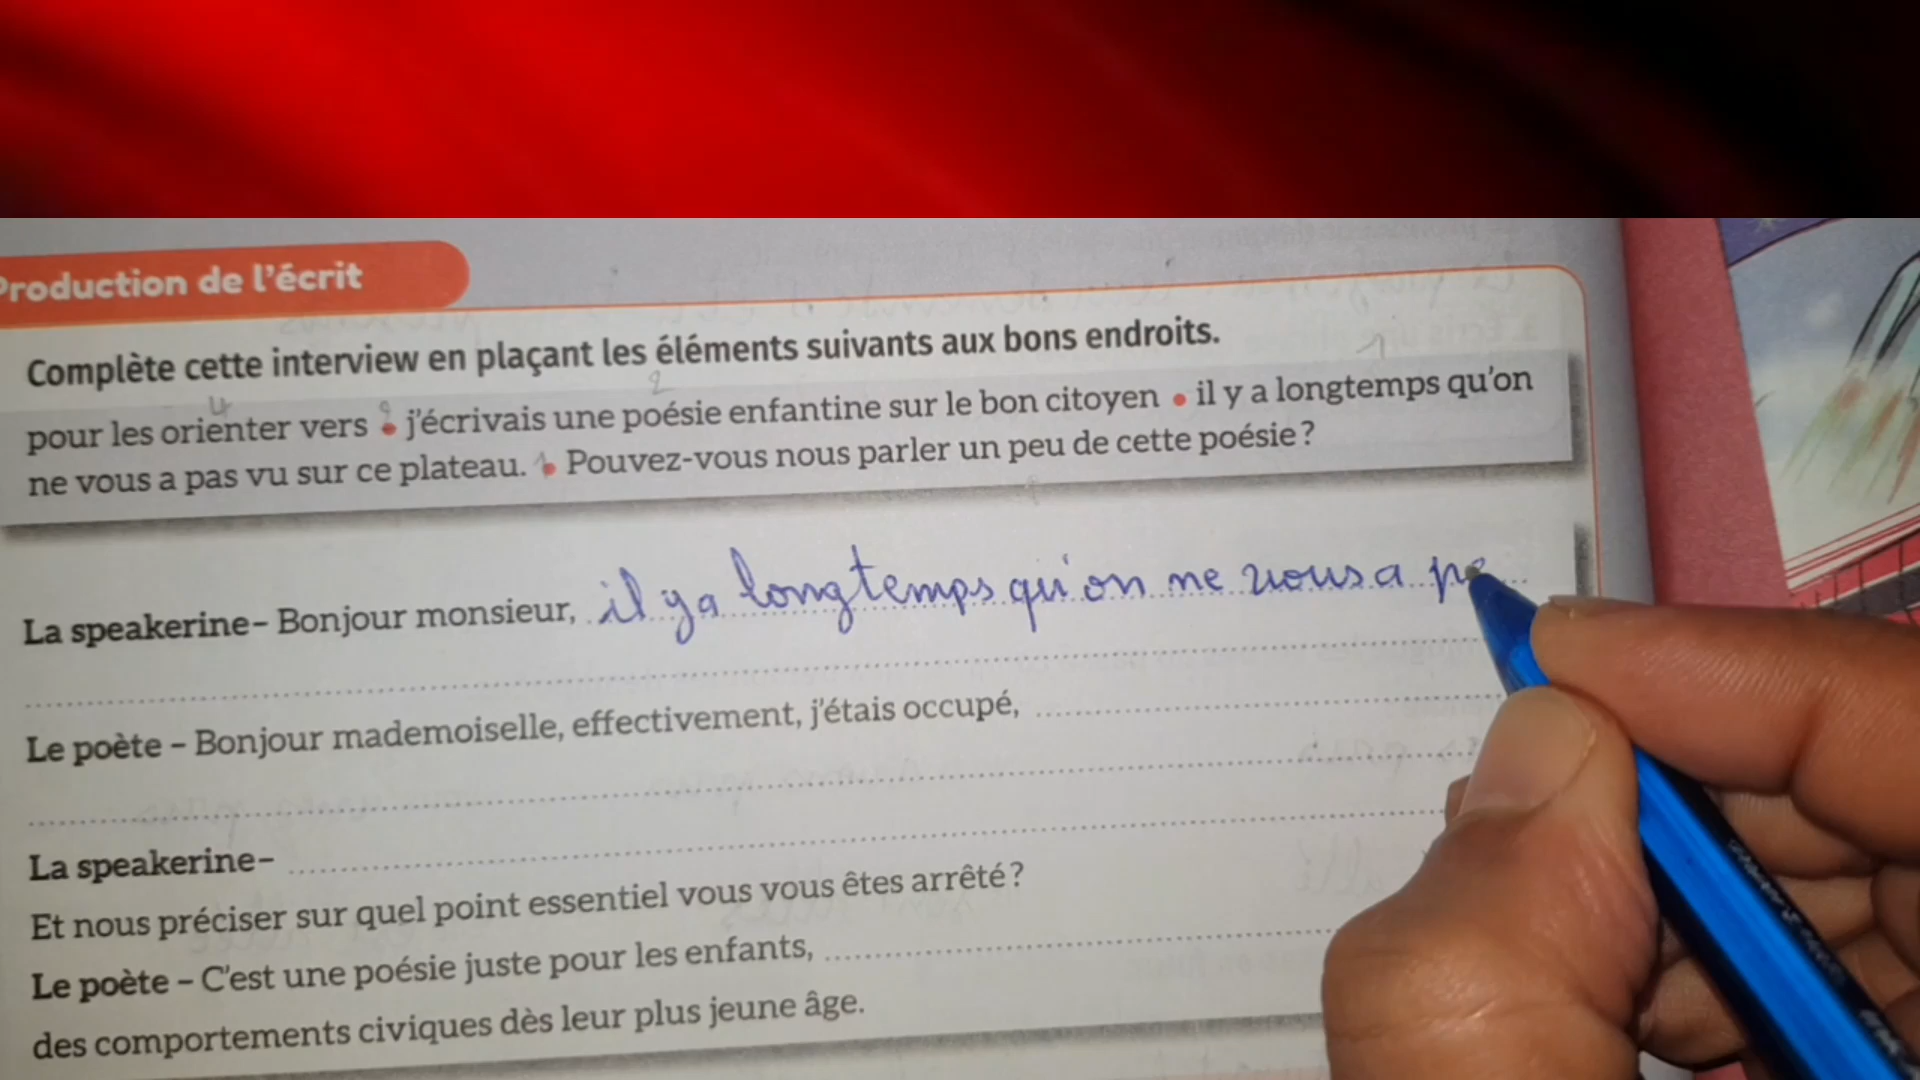 Production de l'écrit
Complète cette interview en plaçant les éléments suivants aux bons endroits.
pour les orienter vers • j'écrivais une poésie enfantine sur le bon citoyen • il y a longtemps qu'on
ne vous a pas vu sur ce plateau. • Pouvez-vous nous parler un peu de cette poésie ?
La speakerine- Bonjour monsieur, il y a longtemps qu'on ne vous a pa
Le poète - Bonjour mademoiselle, effectivement, j'étais occupé,
La speakerine-
Et nous préciser sur quel point essentiel vous vous êtes arrêté ?
Le poète - C'est une poésie juste pour les enfants,
des comportements civiques dès leur plus jeune âge.